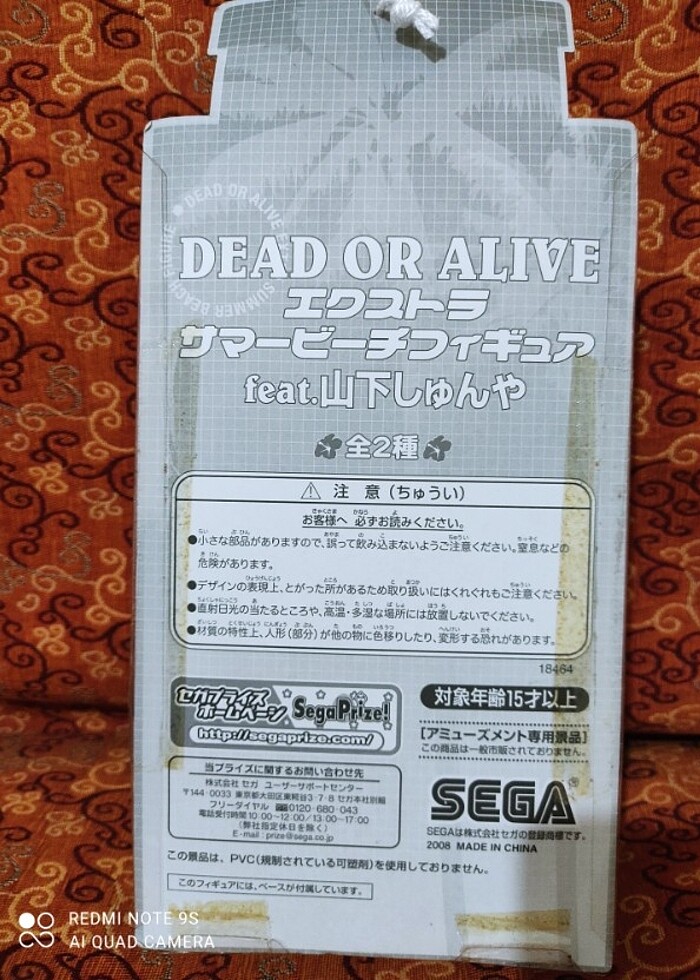 DEAD OR ALIVE
SUMMER BEACH FIGURE
DEAD OR ALIVE
エクストラ
サマービーチフィギュア
feat.山下しゅんや
全2種
注 意（ちゅうい）
お客様へ 必ずお読みください。
●小さな部品がありますので、誤って飲み込まないようご注意ください。窒息などの
危険があります。
●デザインの表現上、とがった所があるため取り扱いにはくれぐれもご注意ください。
●直射日光の当たるところや、高温・多湿な場所には放置しないでください。
●材質の特性上、人形（部分）が他の物に色移りしたり、変形する恐れがあります。
18464
セガプライズ
ホームページ
SegaPrize!
http://segaprize.com/
対象年齢15才以上
[アミューズメント専用景品]
この商品は一般市販されておりません。
当プライズに関するお問い合わせ先
株式会社セガ ユーザーサポートセンター
〒144-0033 東京都大田区東糀谷3-7-8 セガ本社別館
フリーダイヤル 0120-680-043
電話受付時間10:00~12:00/13:00~17:00
（弊社指定休日を除く）
E-mail:prize@sega.co.jp
SEGA®
SEGAは株式会社セガの登録商標です。
2008 MADE IN CHINA
この景品は、PVC（規制されている可塑剤）を使用しておりません。
このフィギュアには、ベースが付属しています。
REDMI NOTE 9S
AI QUAD CAMERA